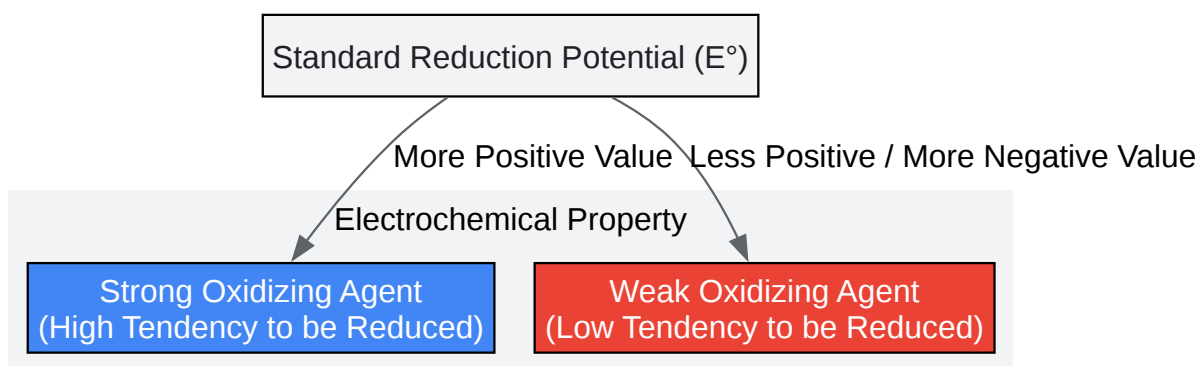 Standard Reduction Potential (E°)
More Positive Value
Less Positive / More Negative Value
Electrochemical Property
Strong Oxidizing Agent
(High Tendency to be Reduced)
Weak Oxidizing Agent
(Low Tendency to be Reduced)